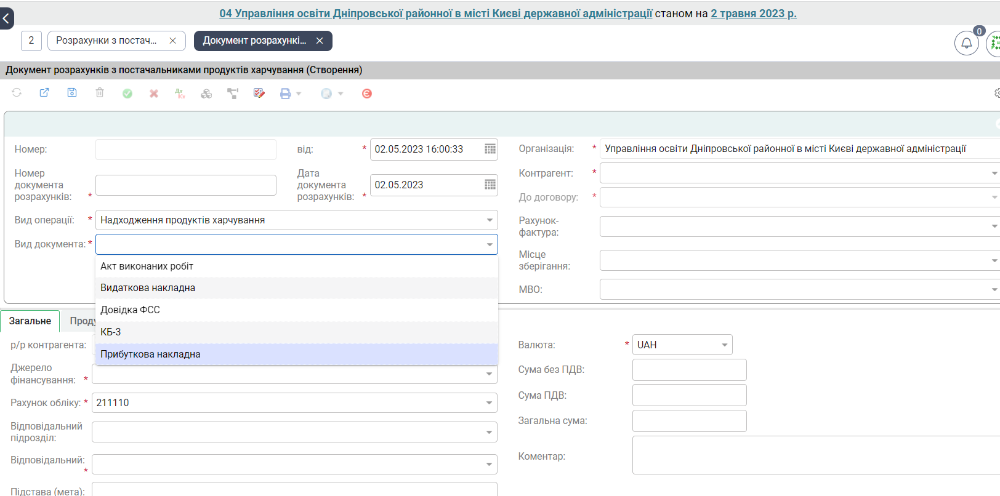 04 Управління освіти Дніпровської районної в місті Києві державної адміністрації станом на 2 травня 2023 р.
2
Розрахунки з постач...
Документ розрахункі...
0
Документ розрахунків з постачальниками продуктів харчування (Створення)
Дт
Кт
Номер:
від: * 02.05.2023 16:00:33
Організація: * Управління освіти Дніпровської районної в місті Києві державної адміністрації
Номер
документа
розрахунків: *
Дата
документа
розрахунків: * 02.05.2023
Контрагент: *
До договору: *
Вид операції: * Надходження продуктів харчування
Рахунок-
фактура:
Вид документа: *
Місце
зберігання:
МВО:
Акт виконаних робіт
Видаткова накладна
Довідка ФСС
КБ-3
Прибуткова накладна
Загальне
Проду
р/р контрагента:
Джерело
фінансування: *
Рахунок обліку: * 211110
Відповідальний
підрозділ:
Відповідальний:
*
Підстава (мета):
Валюта: * UAH
Сума без ПДВ:
Сума ПДВ:
Загальна сума:
Коментар: